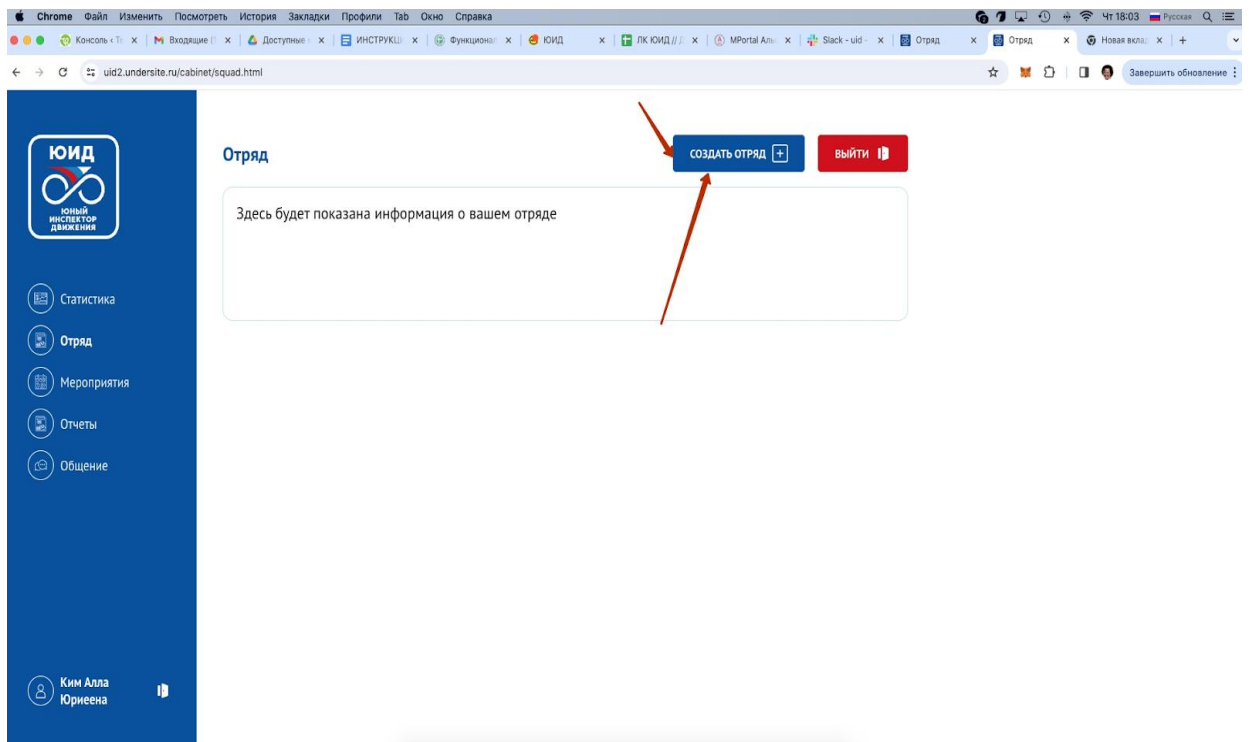 Chrome Файл Изменить Посмотреть История Закладки Профили Tab Окно Справка Чт 18:03 Русская
Консоль ‹ Те Входящие Доступные ИНСТРУКЦ Функционал ЮИД ЛК ЮИД // Д MPortal Аль Slack - uid - Отряд Отряд Новая вклад
uid2.undersite.ru/cabinet/squad.html Завершить обновление
ЮИД
ЮНЫЙ
ИНСПЕКТОР
ДВИЖЕНИЯ
Отряд
СОЗДАТЬ ОТРЯД
ВЫЙТИ
Здесь будет показана информация о вашем отряде
Статистика
Отряд
Мероприятия
Отчеты
Общение
Ким Алла
Юриеена